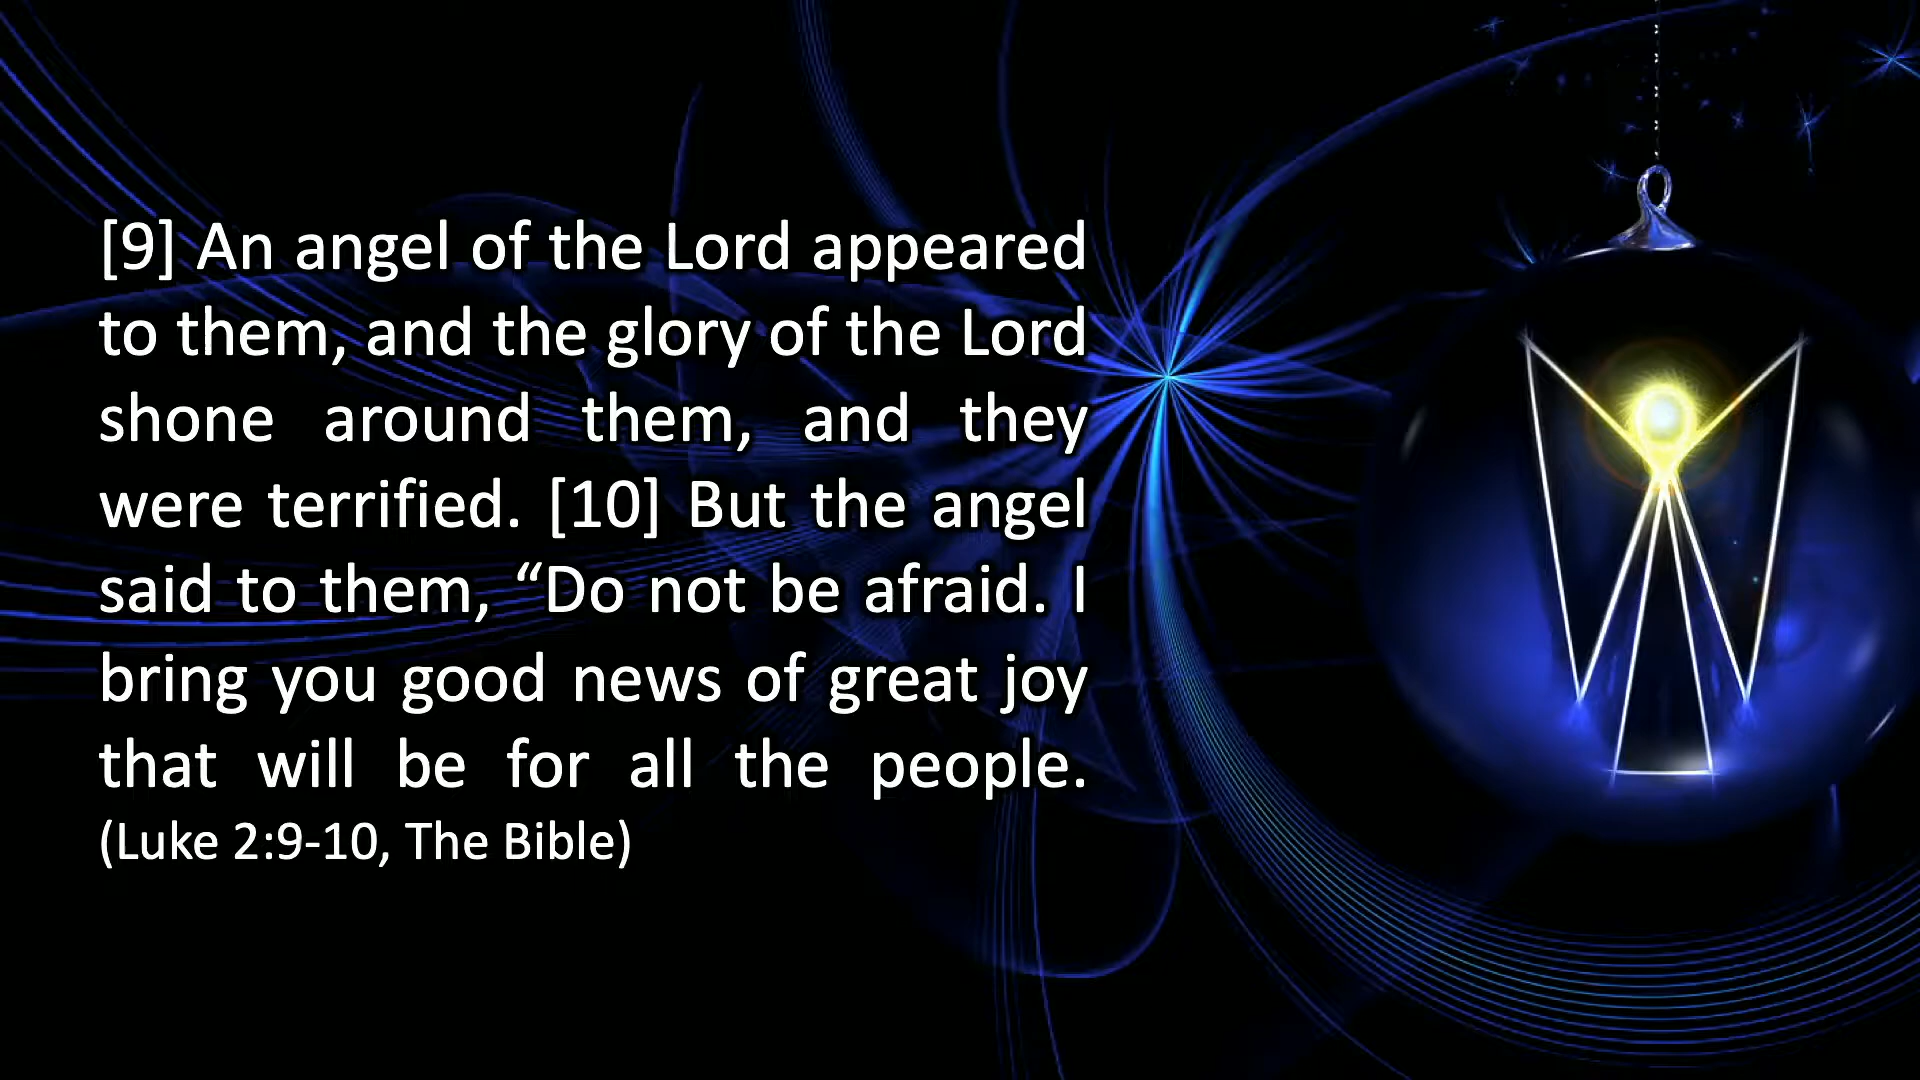 [9] An angel of the Lord appeared
to them, and the glory of the Lord
shone around them, and they
were terrified. [10] But the angel
said to them, “Do not be afraid. I
bring you good news of great joy
that will be for all the people.
(Luke 2:9-10, The Bible)